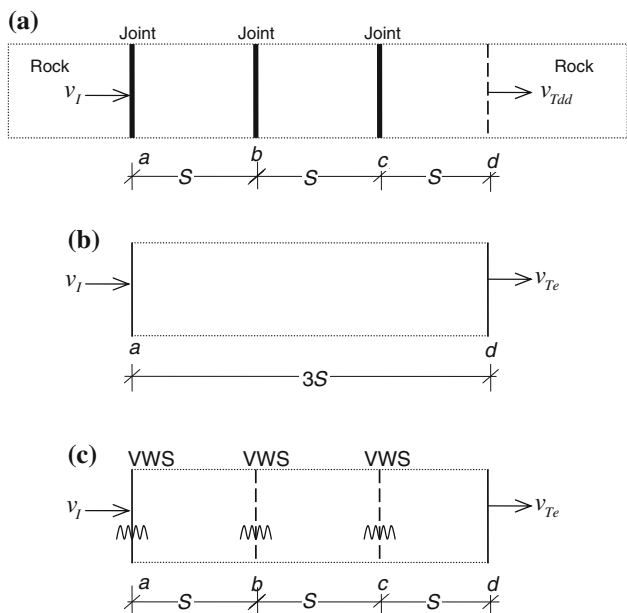 (a)
Joint Joint Joint
Rock Rock
v_I v_Tdd
a b c d
S S S
(b)
v_I v_Te
a d
3S
(c)
VWS VWS VWS
v_I v_Te
a b c d
S S S